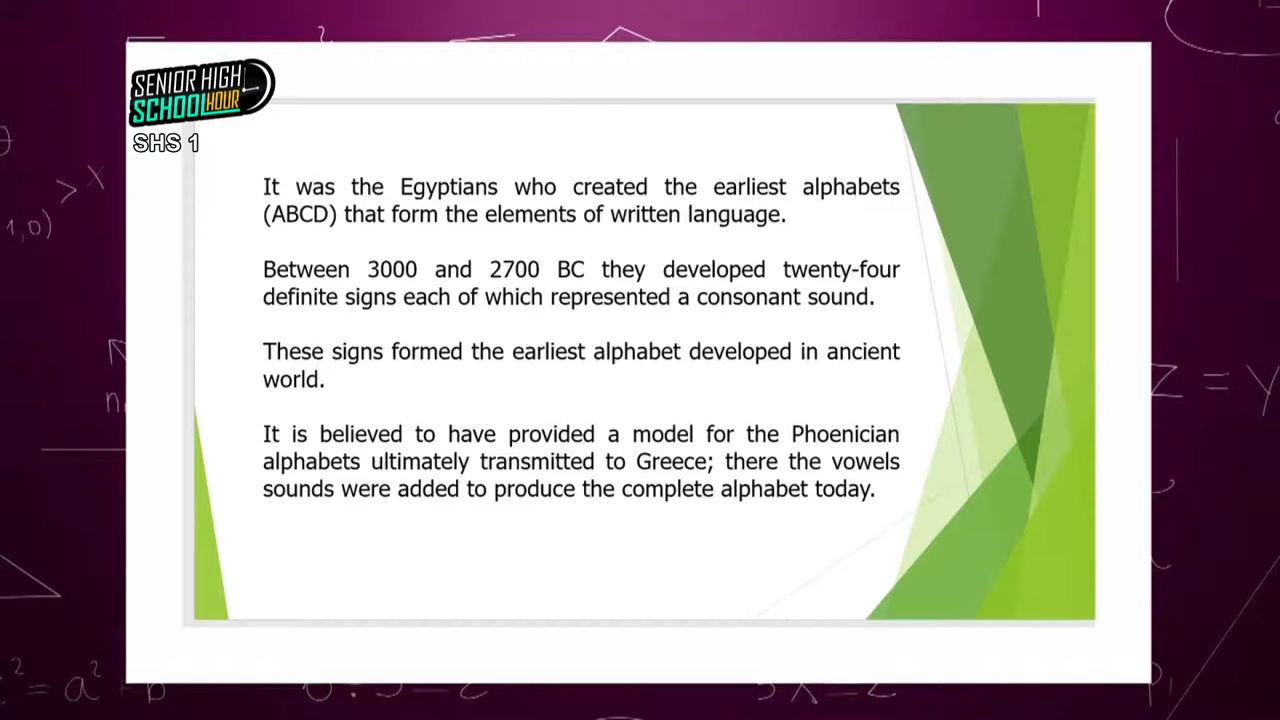 SENIOR HIGH
SCHOOL HOUR
SHS 1
It was the Egyptians who created the earliest alphabets
(ABCD) that form the elements of written language.
Between 3000 and 2700 BC they developed twenty-four
definite signs each of which represented a consonant sound.
These signs formed the earliest alphabet developed in ancient
world.
It is believed to have provided a model for the Phoenician
alphabets ultimately transmitted to Greece; there the vowels
sounds were added to produce the complete alphabet today.
> x
1,0)
Z = Y